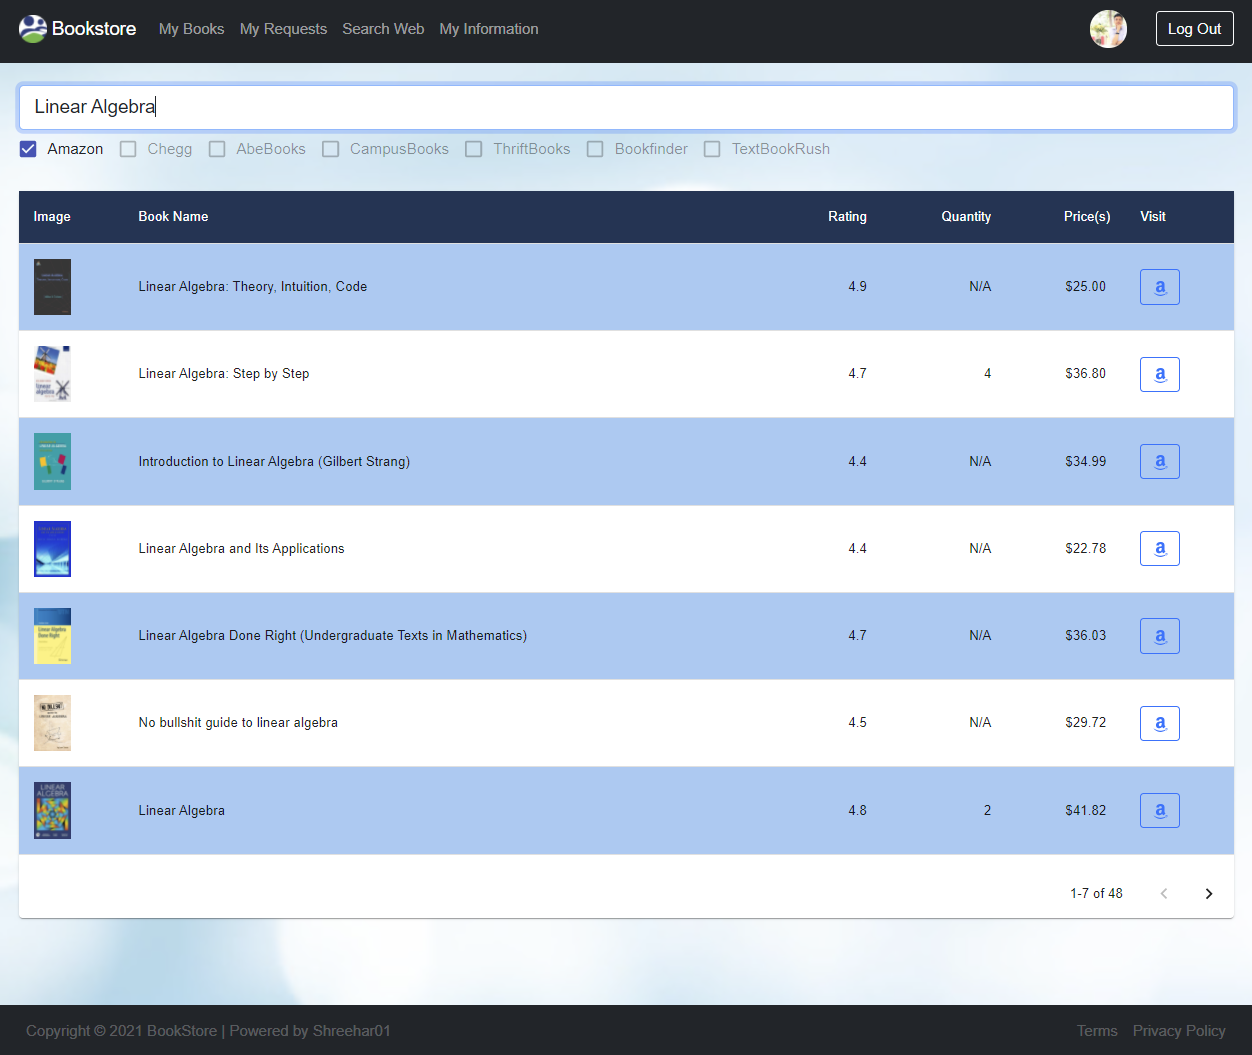 Bookstore My Books My Requests Search Web My Information Log Out
Linear Algebra
Amazon Chegg AbeBooks CampusBooks ThriftBooks Bookfinder TextBookRush
Image Book Name Rating Quantity Price(s) Visit
Linear Algebra: Theory, Intuition, Code 4.9 N/A $25.00 a
Linear Algebra: Step by Step 4.7 4 $36.80 a
Introduction to Linear Algebra (Gilbert Strang) 4.4 N/A $34.99 a
Linear Algebra and Its Applications 4.4 N/A $22.78 a
Linear Algebra Done Right (Undergraduate Texts in Mathematics) 4.7 N/A $36.03 a
No bullshit guide to linear algebra 4.5 N/A $29.72 a
LINEAR
ALGEBRA
Linear Algebra 4.8 2 $41.82 a
1-7 of 48
Copyright © 2021 BookStore | Powered by Shreehar01 Terms Privacy Policy